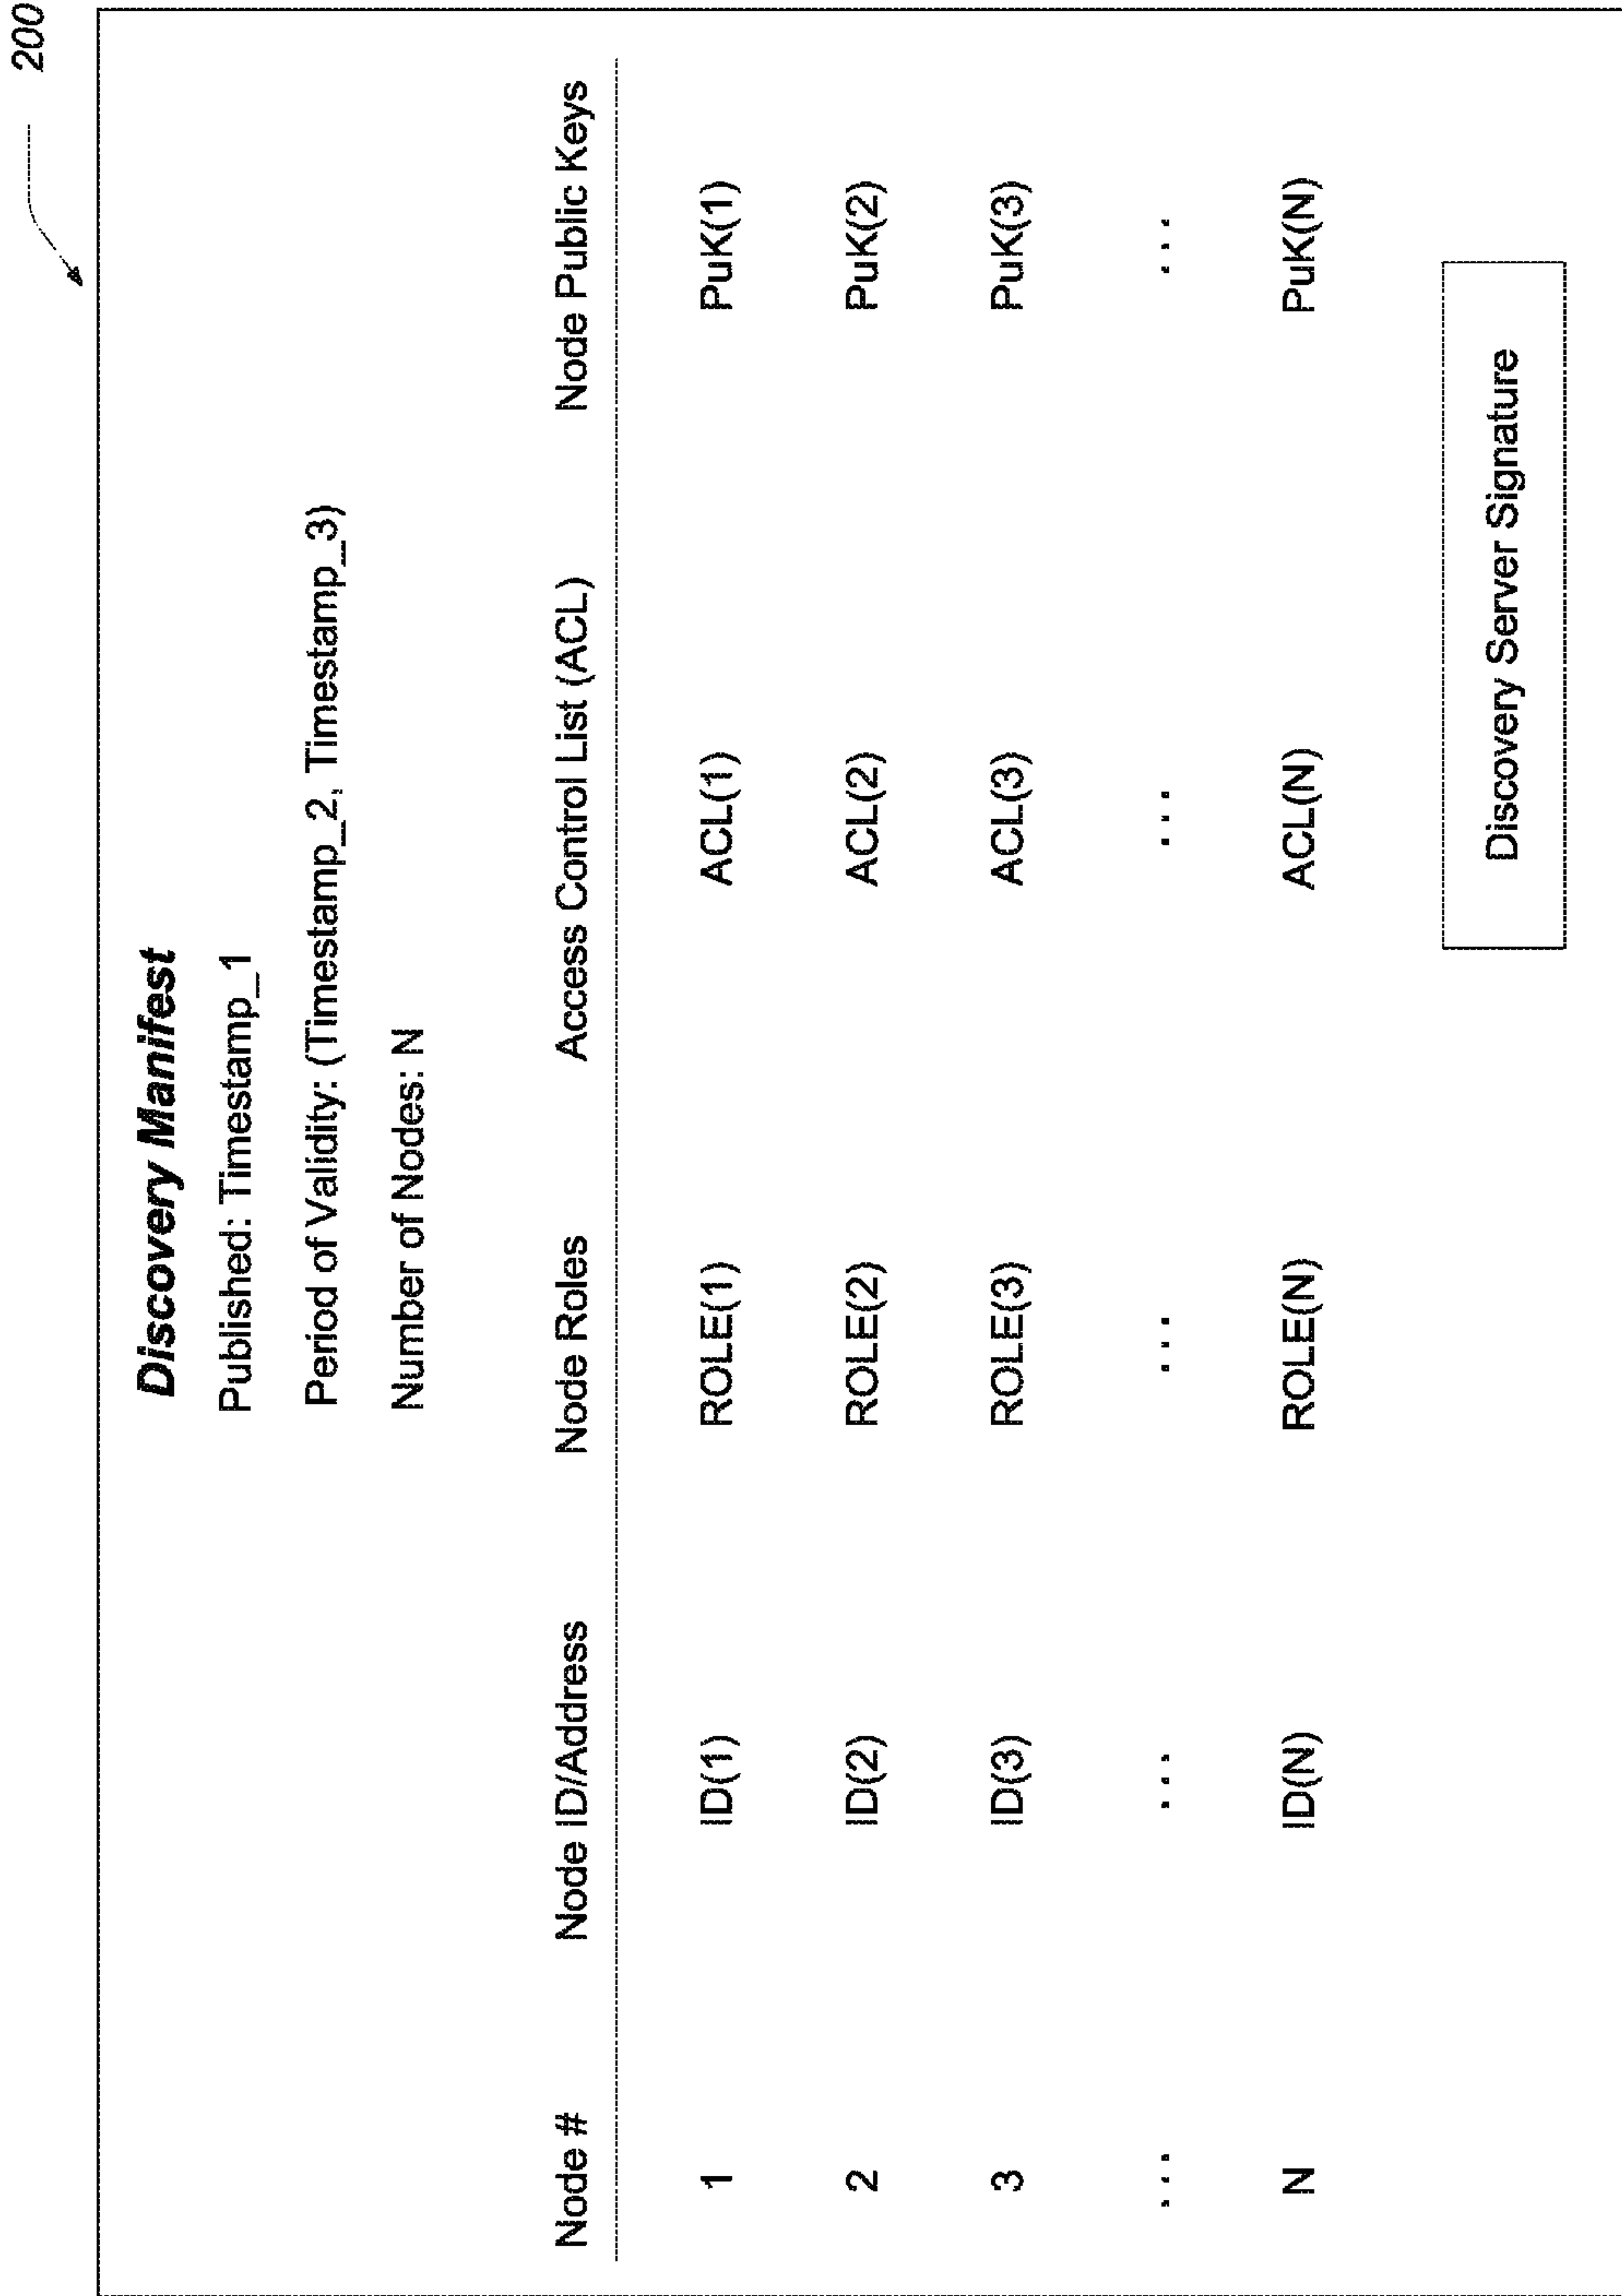 200
Discovery Manifest
Published: Timestamp_1
Period of Validity: (Timestamp_2, Timestamp_3)
Number of Nodes: N
Node # Node ID/Address Node Roles Access Control List (ACL) Node Public Keys
1 ID(1) ROLE(1) ACL(1) PuK(1)
2 ID(2) ROLE(2) ACL(2) PuK(2)
3 ID(3) ROLE(3) ACL(3) PuK(3)
... ... ... ... ...
N ID(N) ROLE(N) ACL(N) PuK(N)
Discovery Server Signature